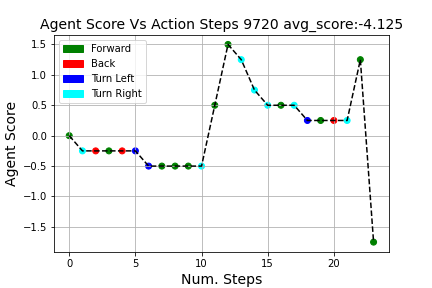 Agent Score Vs Action Steps 9720 avg_score:-4.125
Agent Score
1.5
1.0
0.5
0.0
−0.5
−1.0
−1.5
Forward
Back
Turn Left
Turn Right
0 5 10 15 20
Num. Steps